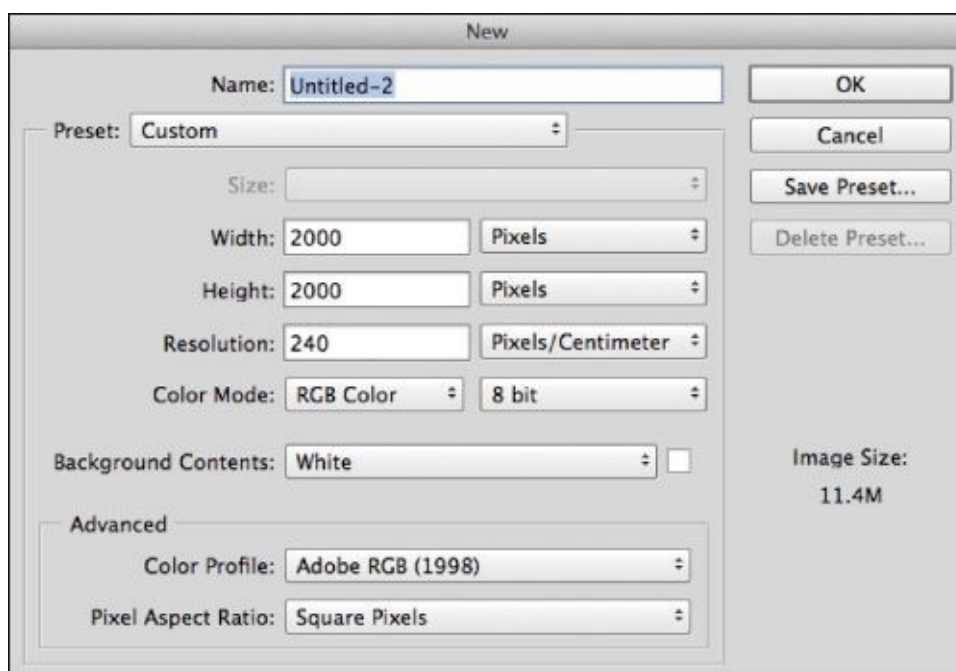 New
Name: Untitled-2
OK
Preset: Custom
Cancel
Size:
Save Preset...
Width: 2000 Pixels
Delete Preset...
Height: 2000 Pixels
Resolution: 240 Pixels/Centimeter
Color Mode: RGB Color 8 bit
Background Contents: White
Image Size:
11.4M
Advanced
Color Profile: Adobe RGB (1998)
Pixel Aspect Ratio: Square Pixels